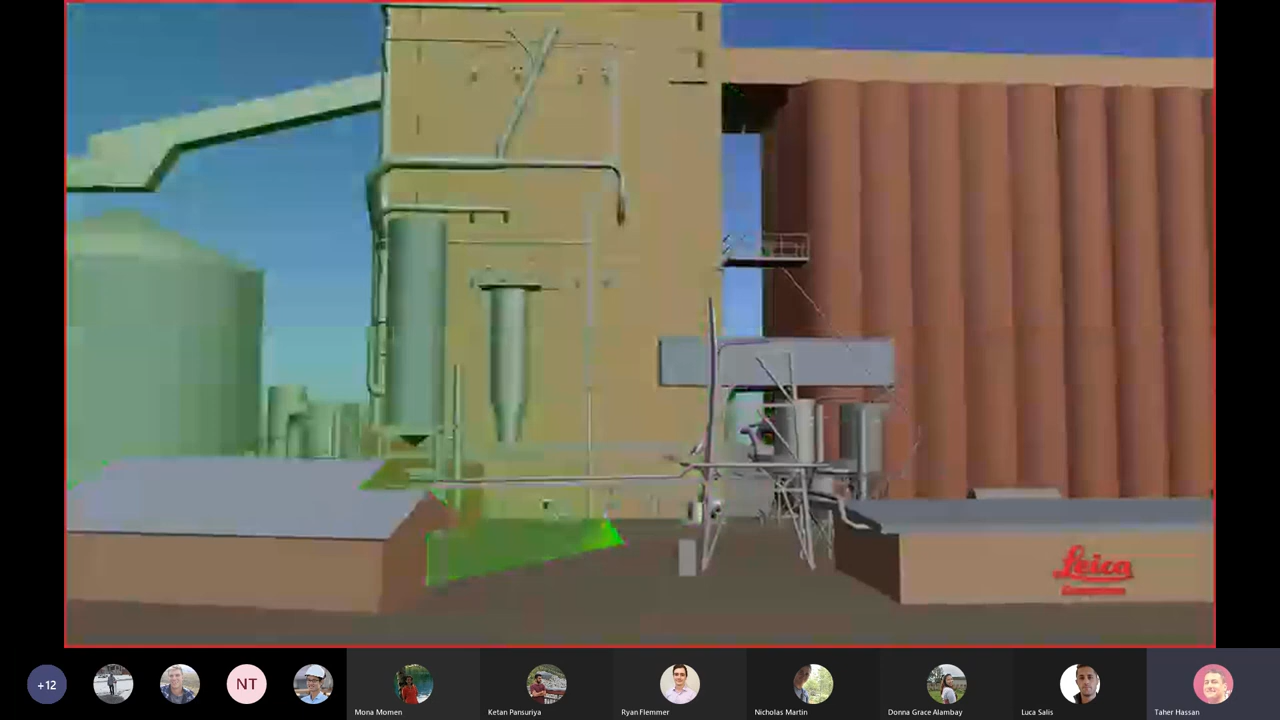 Leica
+12
NT
Mona Momen
Ketan Pansuriya
Ryan Flemmer
Nicholas Martin
Donna Grace Alambay
Luca Salis
Taher Hassan